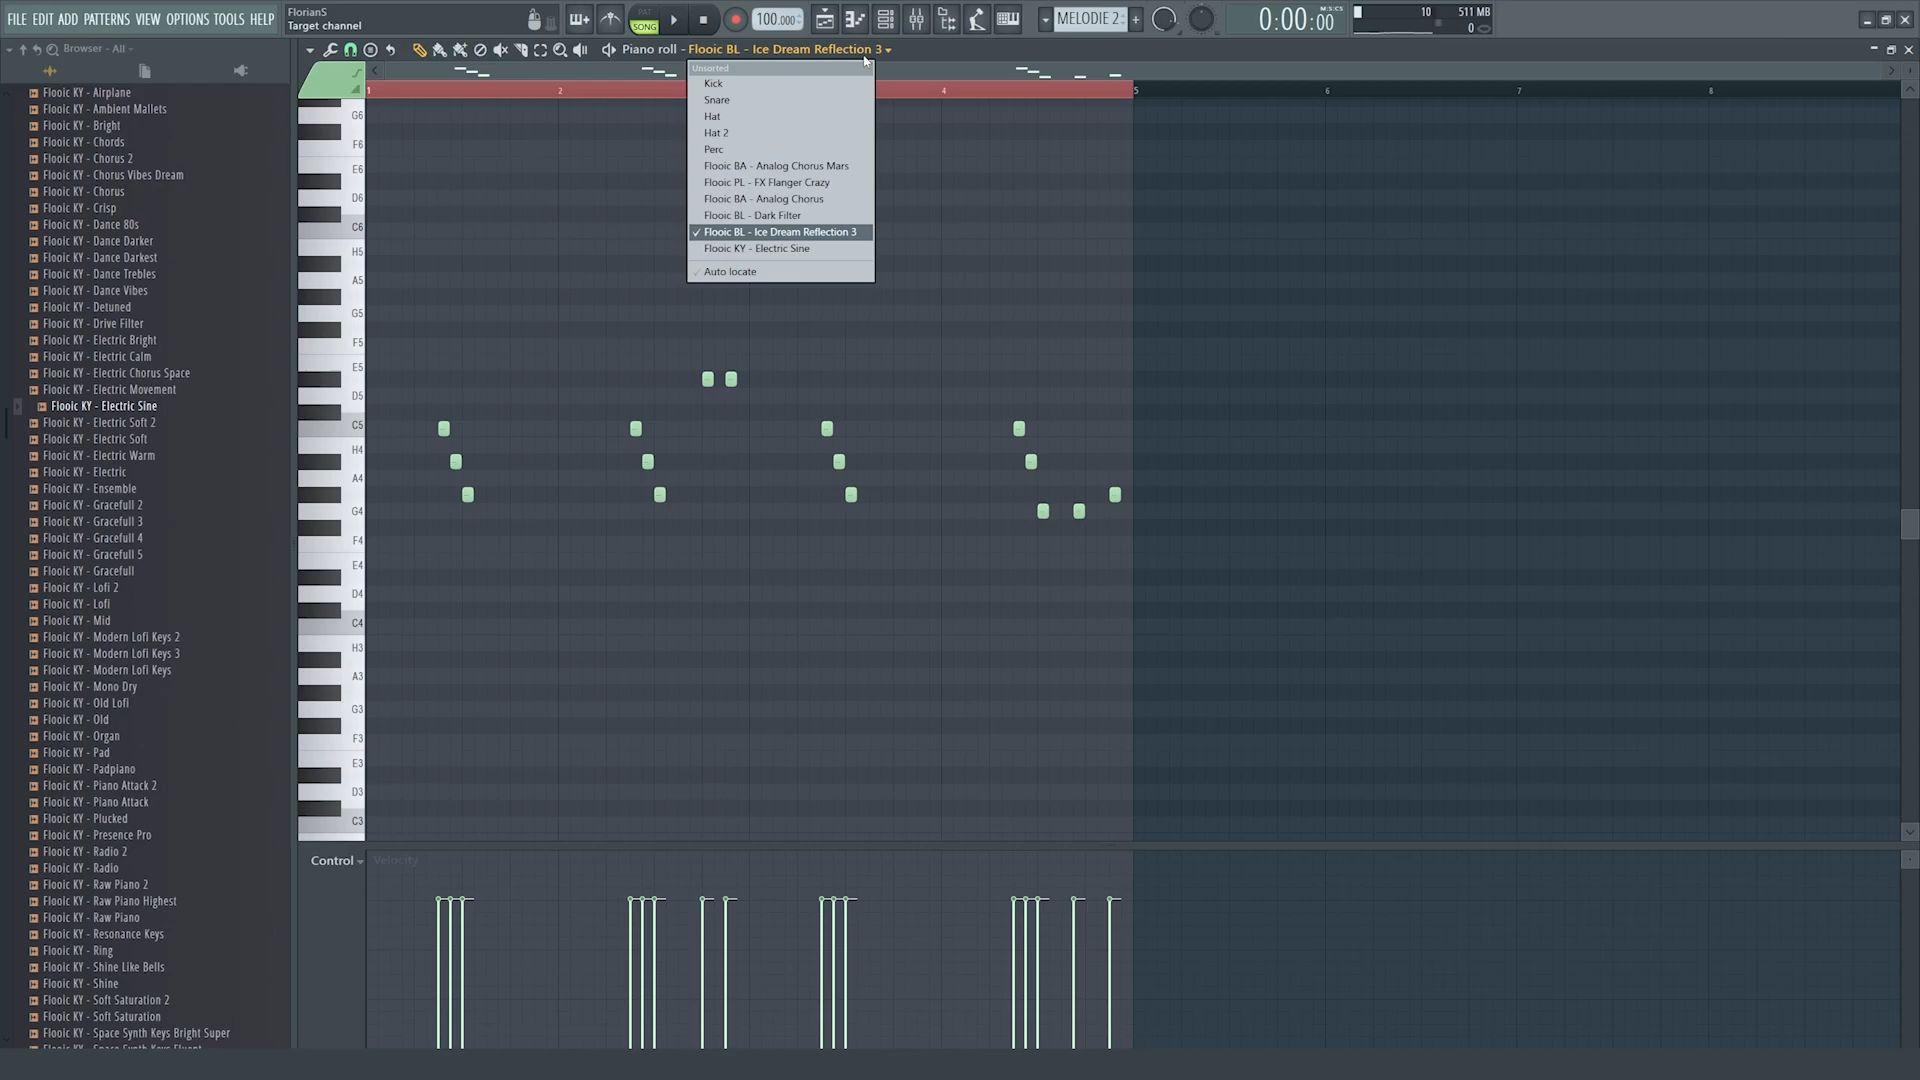 FILE EDIT ADD PATTERNS VIEW OPTIONS TOOLS HELP
FlorianS
Target channel
PAT
SONG
100.000
MELODIE 2
0:00:00
M:S:CS
10
511 MB
0
Browser - All
Piano roll - Flooic BL - Ice Dream Reflection 3
Unsorted
Kick
Snare
Hat
Hat 2
Perc
Flooic BA - Analog Chorus Mars
Flooic PL - FX Flanger Crazy
Flooic BA - Analog Chorus
Flooic BL - Dark Filter
Flooic BL - Ice Dream Reflection 3
Flooic KY - Electric Sine
Auto locate
1
2
4
5
6
7
8
Flooic KY - Airplane
Flooic KY - Ambient Mallets
Flooic KY - Bright
Flooic KY - Chords
Flooic KY - Chorus 2
Flooic KY - Chorus Vibes Dream
Flooic KY - Chorus
Flooic KY - Crisp
Flooic KY - Dance 80s
Flooic KY - Dance Darker
Flooic KY - Dance Darkest
Flooic KY - Dance Trebles
Flooic KY - Dance Vibes
Flooic KY - Detuned
Flooic KY - Drive Filter
Flooic KY - Electric Bright
Flooic KY - Electric Calm
Flooic KY - Electric Chorus Space
Flooic KY - Electric Movement
Flooic KY - Electric Sine
Flooic KY - Electric Soft 2
Flooic KY - Electric Soft
Flooic KY - Electric Warm
Flooic KY - Electric
Flooic KY - Ensemble
Flooic KY - Gracefull 2
Flooic KY - Gracefull 3
Flooic KY - Gracefull 4
Flooic KY - Gracefull 5
Flooic KY - Gracefull
Flooic KY - Lofi 2
Flooic KY - Lofi
Flooic KY - Mid
Flooic KY - Modern Lofi Keys 2
Flooic KY - Modern Lofi Keys 3
Flooic KY - Modern Lofi Keys
Flooic KY - Mono Dry
Flooic KY - Old Lofi
Flooic KY - Old
Flooic KY - Organ
Flooic KY - Pad
Flooic KY - Padpiano
Flooic KY - Piano Attack 2
Flooic KY - Piano Attack
Flooic KY - Plucked
Flooic KY - Presence Pro
Flooic KY - Radio 2
Flooic KY - Radio
Flooic KY - Raw Piano 2
Flooic KY - Raw Piano Highest
Flooic KY - Raw Piano
Flooic KY - Resonance Keys
Flooic KY - Ring
Flooic KY - Shine Like Bells
Flooic KY - Shine
Flooic KY - Soft Saturation 2
Flooic KY - Soft Saturation
Flooic KY - Space Synth Keys Bright Super
G6
F6
E6
D6
C6
H5
A5
G5
F5
E5
D5
C5
H4
A4
G4
F4
E4
D4
C4
H3
A3
G3
F3
E3
D3
C3
Control
Velocity